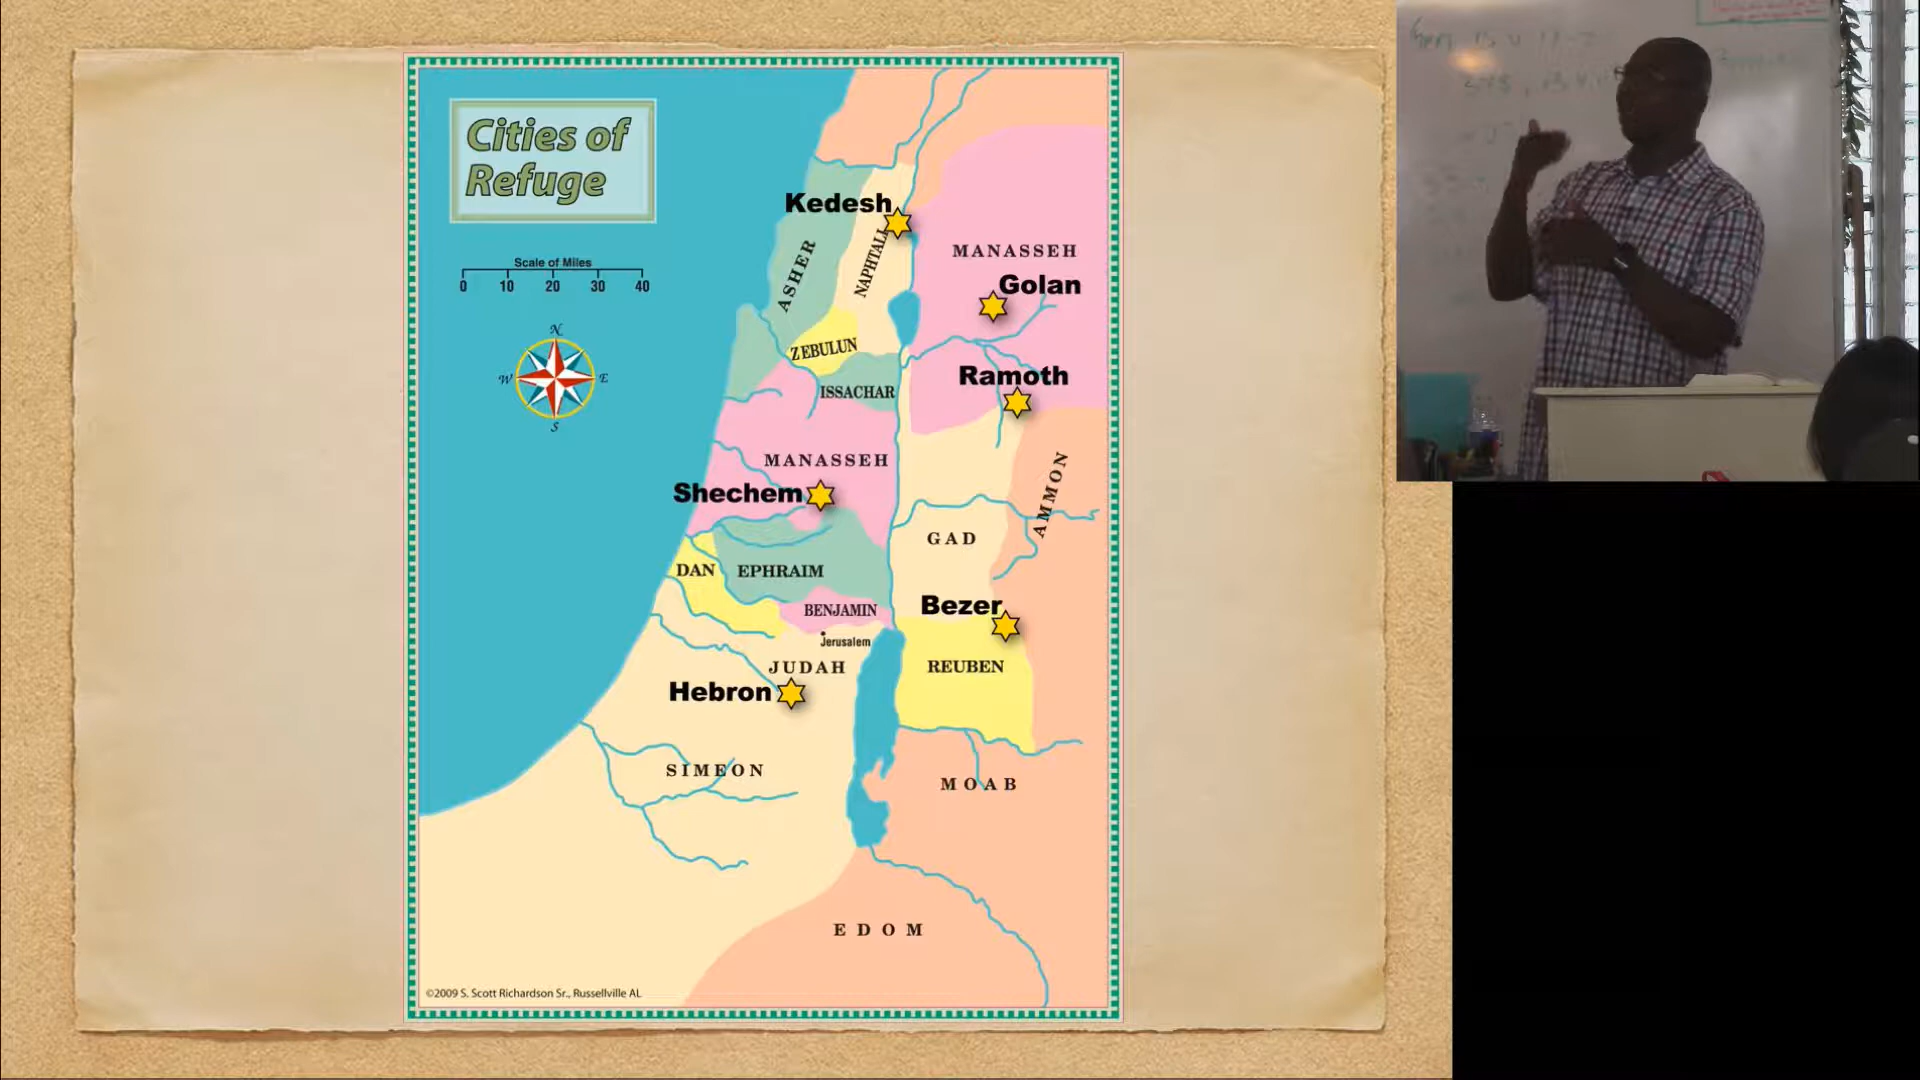 Cities of
Refuge
Scale of Miles
0 10 20 30 40
N
W E
S
Kedesh
ASHER
NAPHTALI
MANASSEH
Golan
ZEBULUN
ISSACHAR
Ramoth
MANASSEH
Shechem
AMMON
GAD
DAN
EPHRAIM
BENJAMIN
Bezer
Jerusalem
JUDAH
REUBEN
Hebron
SIMEON
MOAB
EDOM
©2009 S. Scott Richardson Sr., Russellville AL